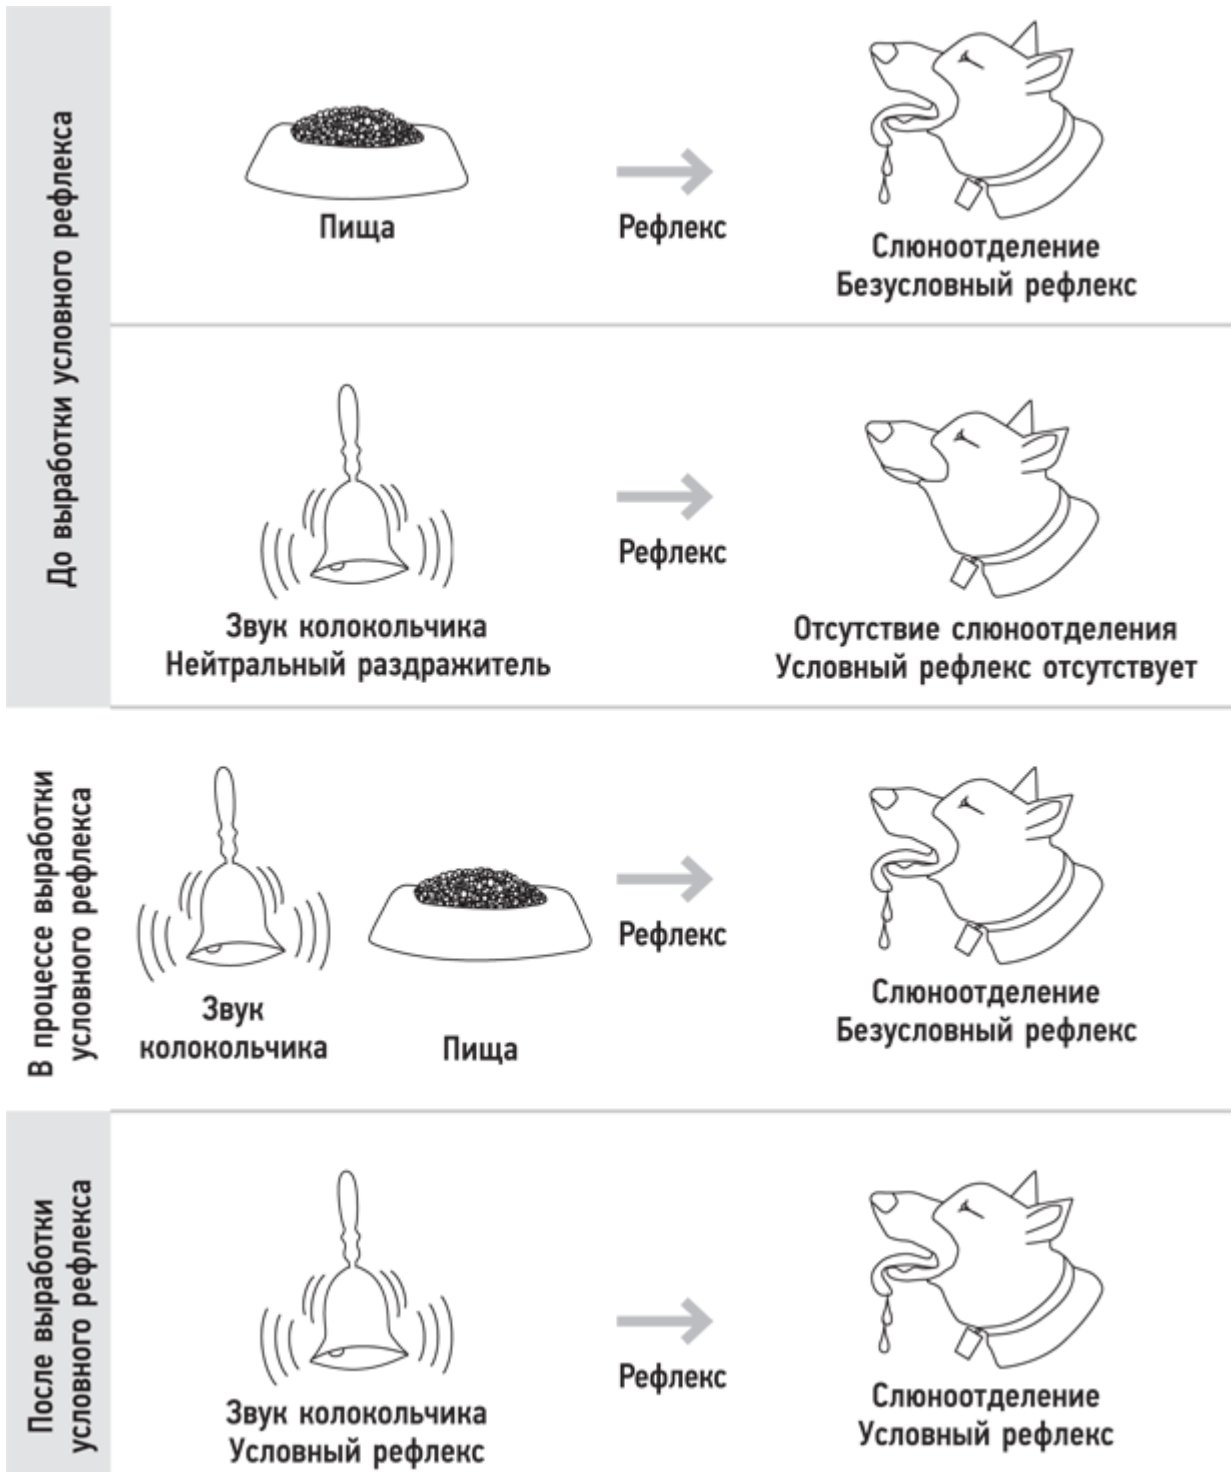 До выработки условного рефлекса
Пища
Рефлекс
Слюноотделение
Безусловный рефлекс
Звук колокольчика
Нейтральный раздражитель
Рефлекс
Отсутствие слюноотделения
Условный рефлекс отсутствует
В процессе выработки
условного рефлекса
Звук
колокольчика
Пища
Рефлекс
Слюноотделение
Безусловный рефлекс
После выработки
условного рефлекса
Звук колокольчика
Условный рефлекс
Рефлекс
Слюноотделение
Условный рефлекс